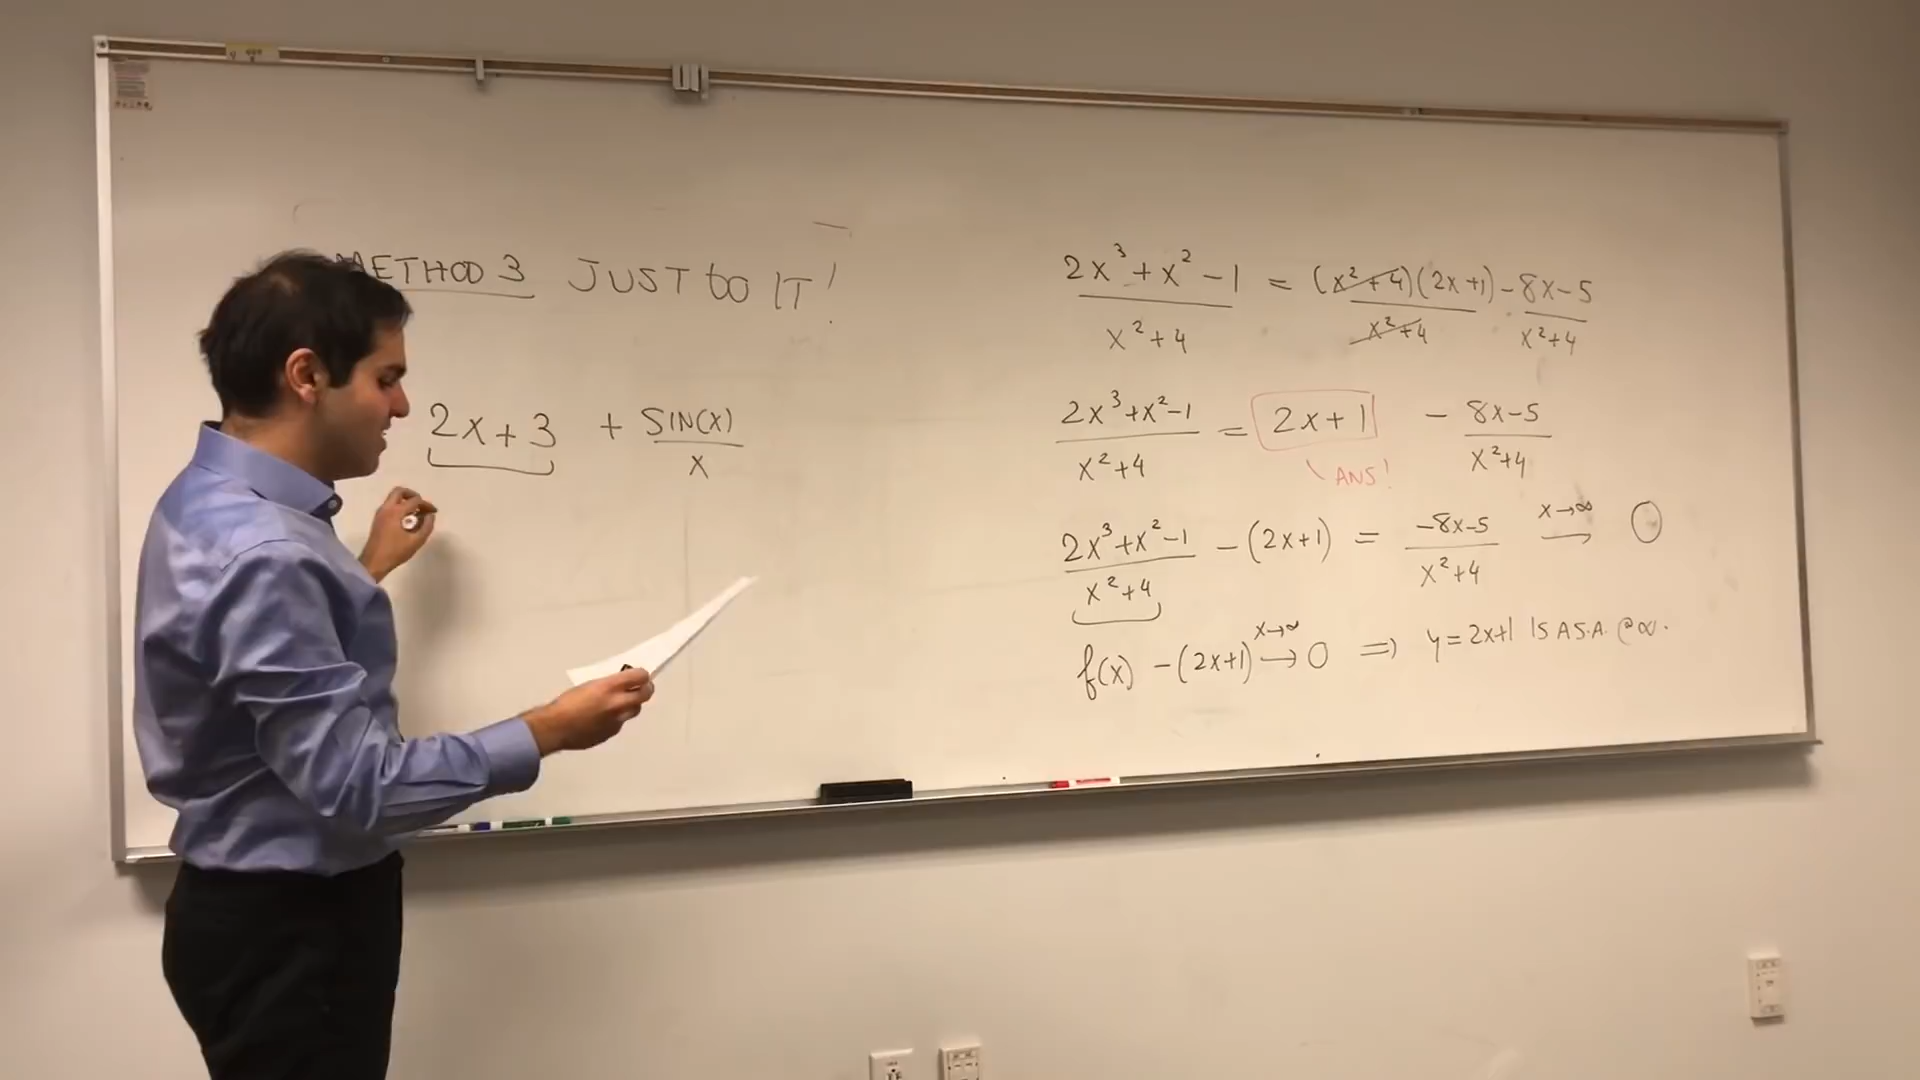 METHOD 3 JUST DO IT!
2x+3 + SIN(x)/x
2x³+x²-1/x²+4 = (x²+4)(2x+1)/x²+4 - 8x-5/x²+4
2x³+x²-1/x²+4 = 2x+1 - 8x-5/x²+4
ANS!
2x³+x²-1/x²+4 - (2x+1) = -8x-5/x²+4 x→∞ → 0
f(x) - (2x+1) x→∞ → 0 ⇒ y=2x+1 IS A S.A. @ ∞.